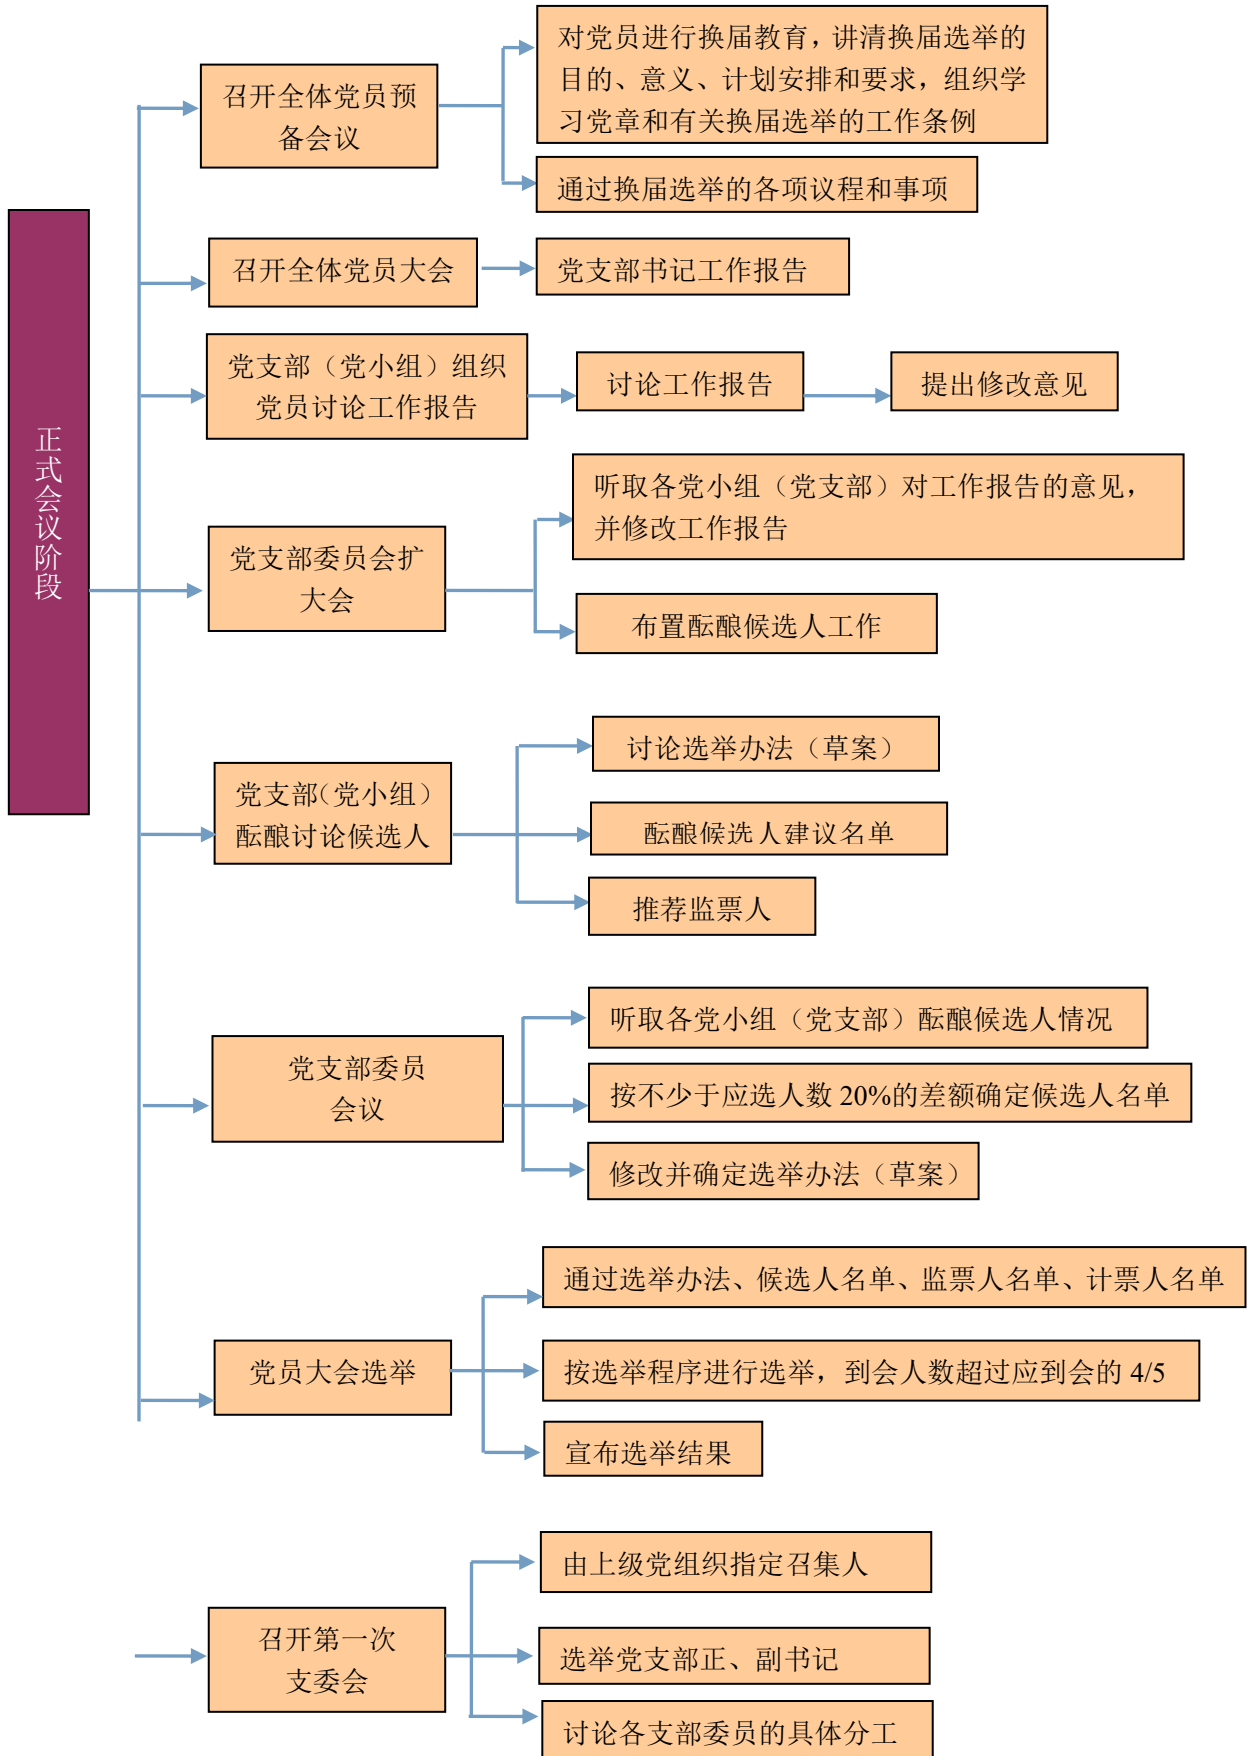 正式会议阶段
召开全体党员预
备会议
对党员进行换届教育，讲清换届选举的
目的、意义、计划安排和要求，组织学
习党章和有关换届选举的工作条例
通过换届选举的各项议程和事项
召开全体党员大会
党支部书记工作报告
党支部（党小组）组织
党员讨论工作报告
讨论工作报告
提出修改意见
党支部委员会扩
大会
听取各党小组（党支部）对工作报告的意见，
并修改工作报告
布置酝酿候选人工作
党支部（党小组）
酝酿讨论候选人
讨论选举办法（草案）
酝酿候选人建议名单
推荐监票人
党支部委员
会议
听取各党小组（党支部）酝酿候选人情况
按不少于应选人数 20%的差额确定候选人名单
修改并确定选举办法（草案）
党员大会选举
通过选举办法、候选人名单、监票人名单、计票人名单
按选举程序进行选举，到会人数超过应到会的 4/5
宣布选举结果
召开第一次
支委会
由上级党组织指定召集人
选举党支部正、副书记
讨论各支部委员的具体分工